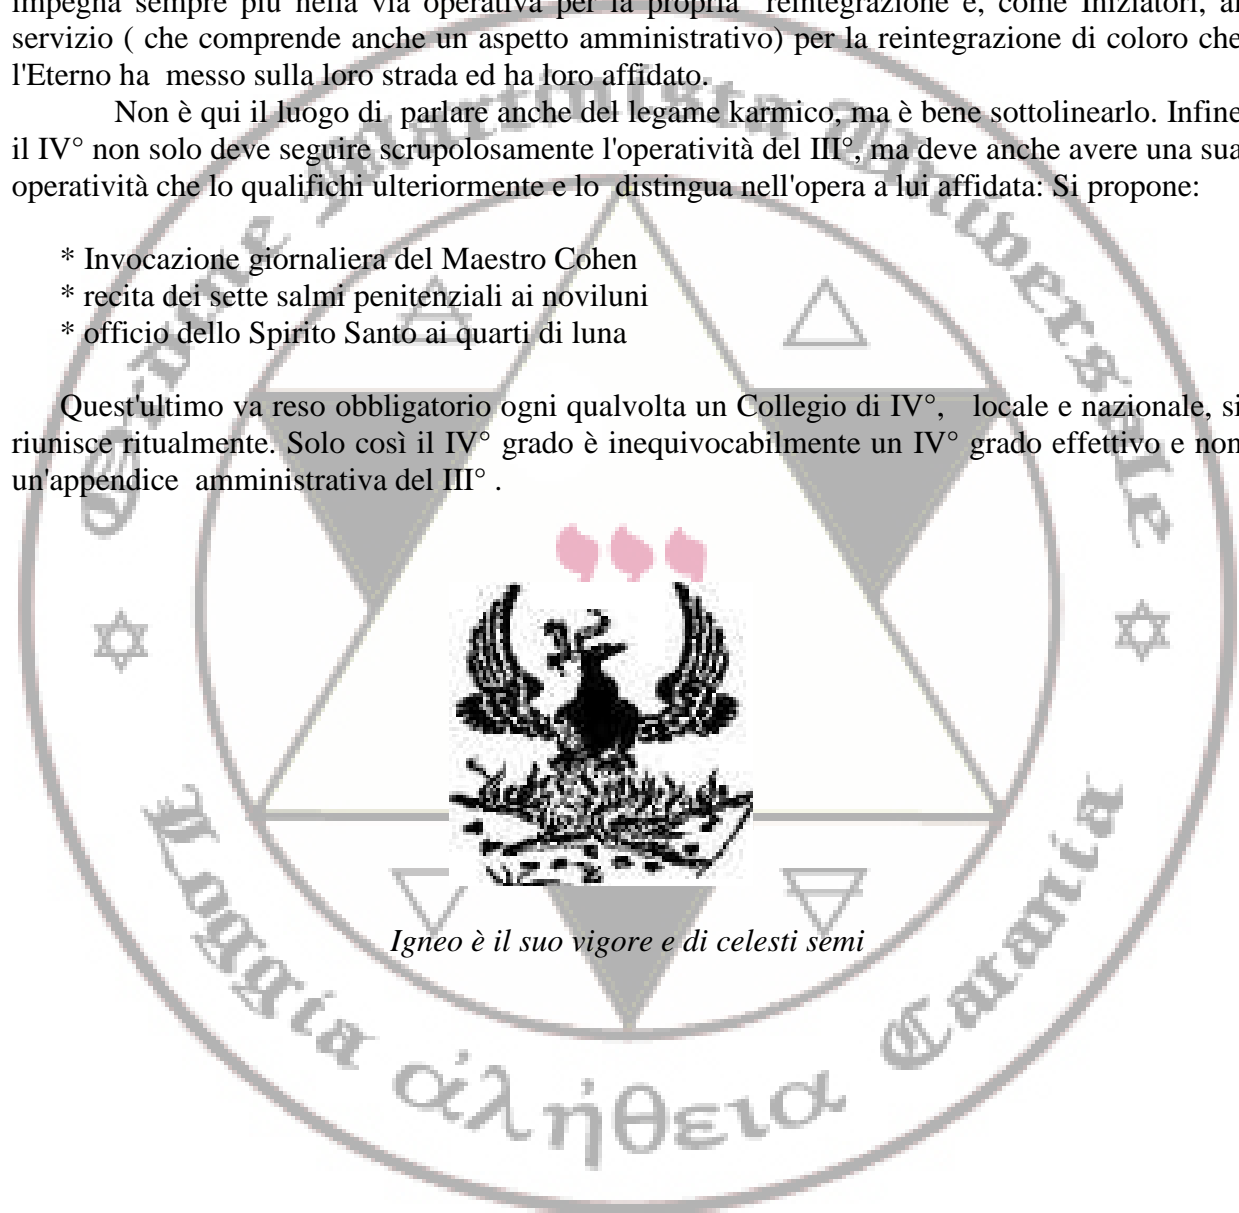 impegna sempre più nella via operativa per la propria reintegrazione e, come Iniziatori, al
servizio ( che comprende anche un aspetto amministrativo) per la reintegrazione di coloro che
l'Eterno ha messo sulla loro strada ed ha loro affidato.
Non è qui il luogo di parlare anche del legame karmico, ma è bene sottolinearlo. Infine
il IV° non solo deve seguire scrupolosamente l'operatività del III°, ma deve anche avere una sua
operatività che lo qualifichi ulteriormente e lo distingua nell'opera a lui affidata: Si propone:
* Invocazione giornaliera del Maestro Cohen
* recita dei sette salmi penitenziali ai noviluni
* officio dello Spirito Santo ai quarti di luna
Quest'ultimo va reso obbligatorio ogni qualvolta un Collegio di IV°, locale e nazionale, si
riunisce ritualmente. Solo così il IV° grado è inequivocabilmente un IV° grado effettivo e non
un'appendice amministrativa del III° .
Igneo è il suo vigore e di celesti semi
Ordine Martinista Universale
Loggia ἀλήθεια Catania